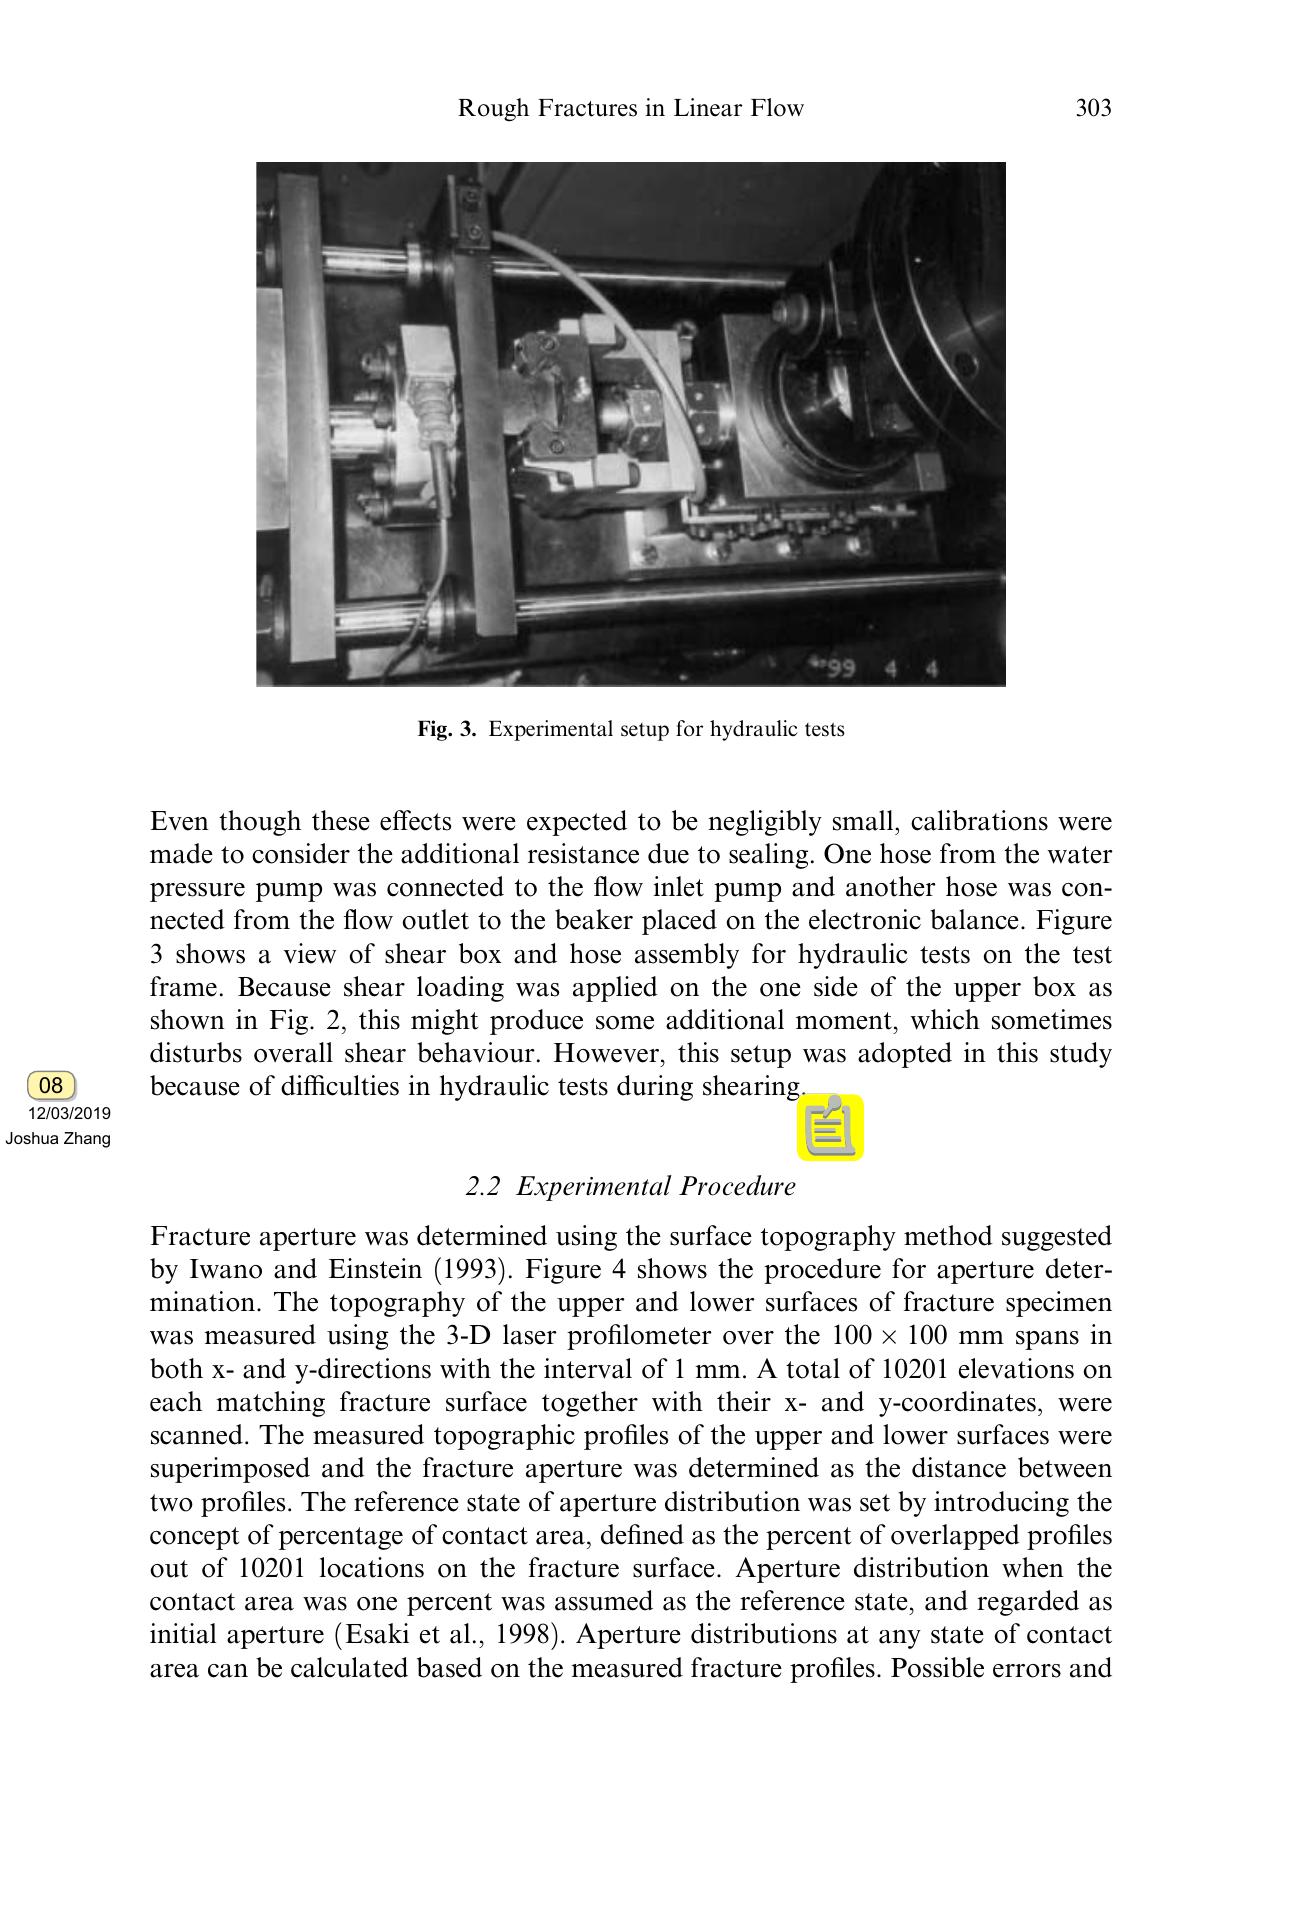 Rough Fractures in Linear Flow 303
'99 4 4
Fig. 3. Experimental setup for hydraulic tests
Even though these effects were expected to be negligibly small, calibrations were
made to consider the additional resistance due to sealing. One hose from the water
pressure pump was connected to the flow inlet pump and another hose was con-
nected from the flow outlet to the beaker placed on the electronic balance. Figure
3 shows a view of shear box and hose assembly for hydraulic tests on the test
frame. Because shear loading was applied on the one side of the upper box as
shown in Fig. 2, this might produce some additional moment, which sometimes
disturbs overall shear behaviour. However, this setup was adopted in this study
because of difficulties in hydraulic tests during shearing.
08
12/03/2019
Joshua Zhang
2.2 Experimental Procedure
Fracture aperture was determined using the surface topography method suggested
by Iwano and Einstein (1993). Figure 4 shows the procedure for aperture deter-
mination. The topography of the upper and lower surfaces of fracture specimen
was measured using the 3-D laser profilometer over the 100 × 100 mm spans in
both x- and y-directions with the interval of 1 mm. A total of 10201 elevations on
each matching fracture surface together with their x- and y-coordinates, were
scanned. The measured topographic profiles of the upper and lower surfaces were
superimposed and the fracture aperture was determined as the distance between
two profiles. The reference state of aperture distribution was set by introducing the
concept of percentage of contact area, defined as the percent of overlapped profiles
out of 10201 locations on the fracture surface. Aperture distribution when the
contact area was one percent was assumed as the reference state, and regarded as
initial aperture (Esaki et al., 1998). Aperture distributions at any state of contact
area can be calculated based on the measured fracture profiles. Possible errors and